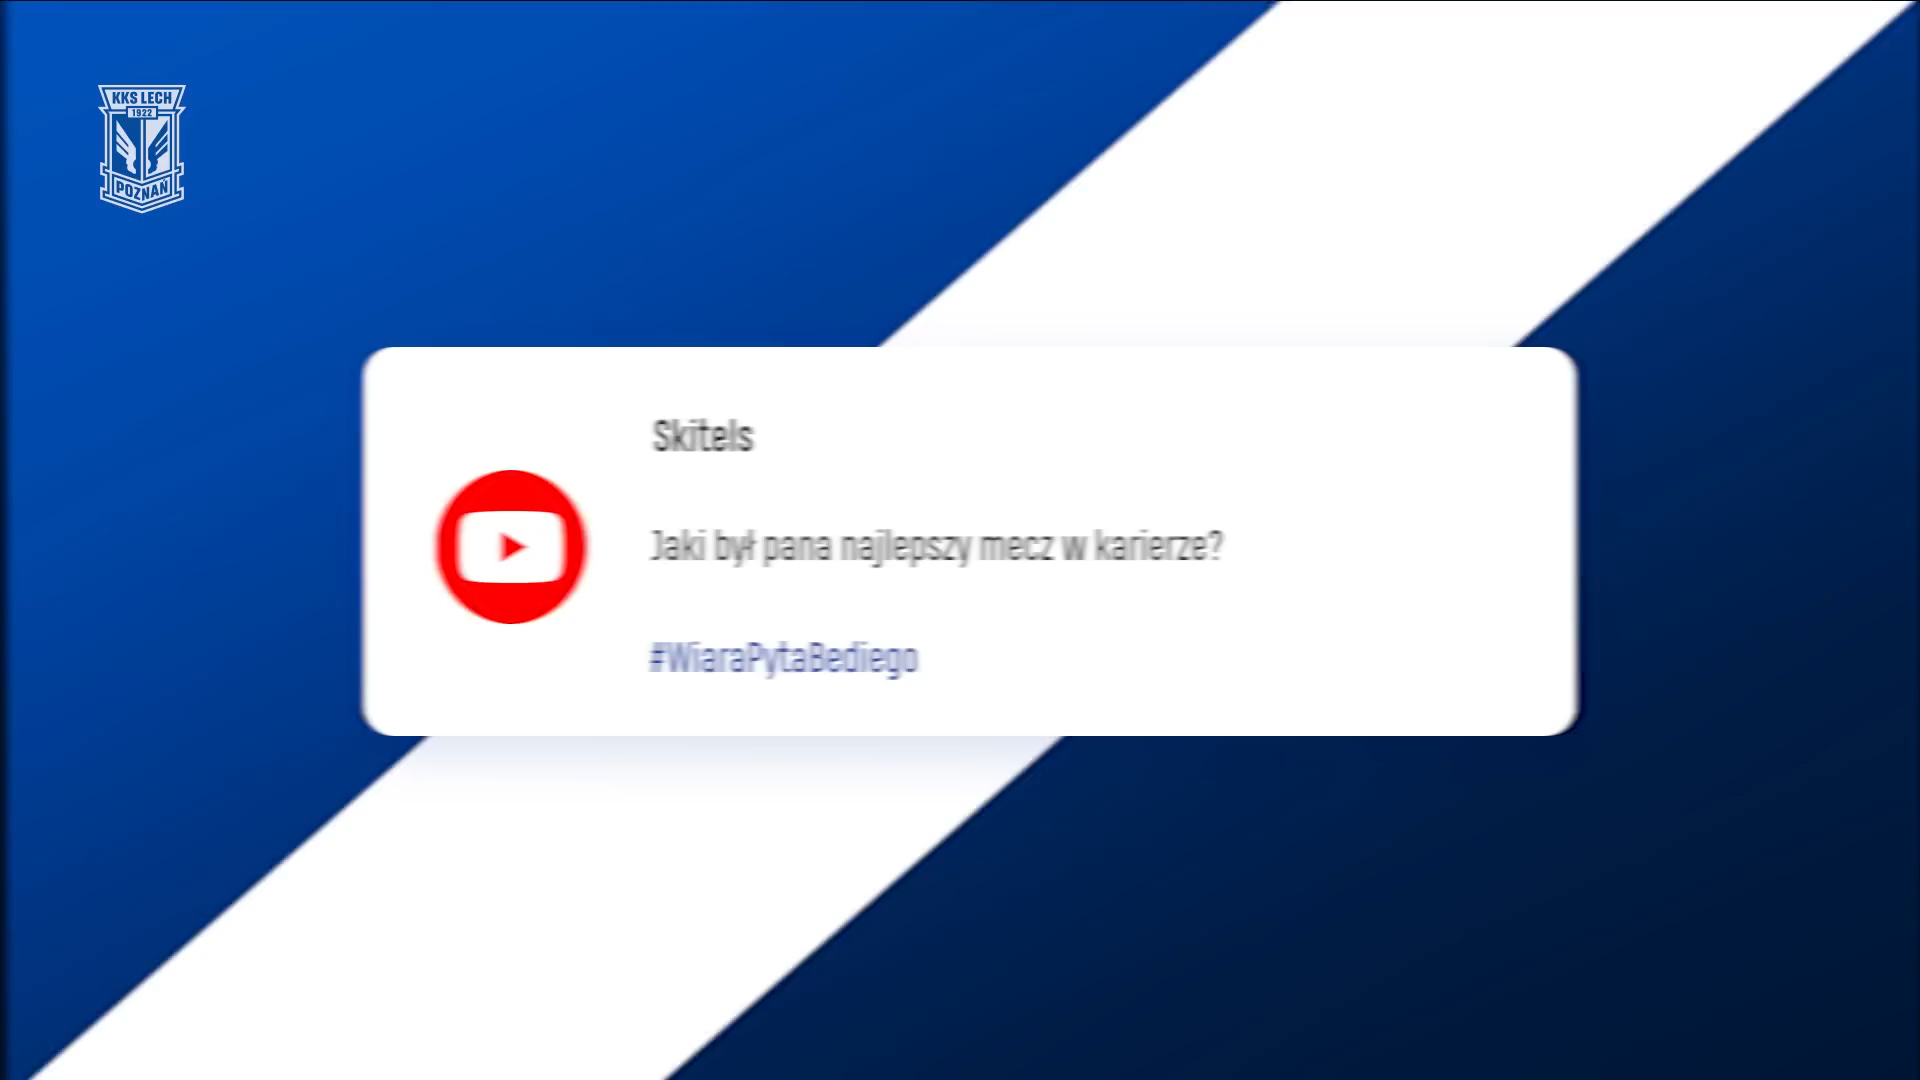 KKS LECH
1922
POZNAŃ
Skitels
Jaki był pana najlepszy mecz w karierze?
#WiaraPytaBediego